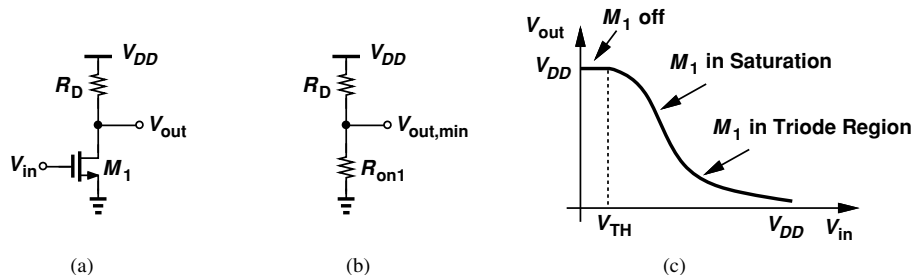 V_DD
R_D
V_out
V_in
M_1
(a)
V_DD
R_D
V_out,min
R_on1
(b)
V_out
M_1 off
V_DD
M_1 in Saturation
M_1 in Triode Region
V_TH
V_DD
V_in
(c)